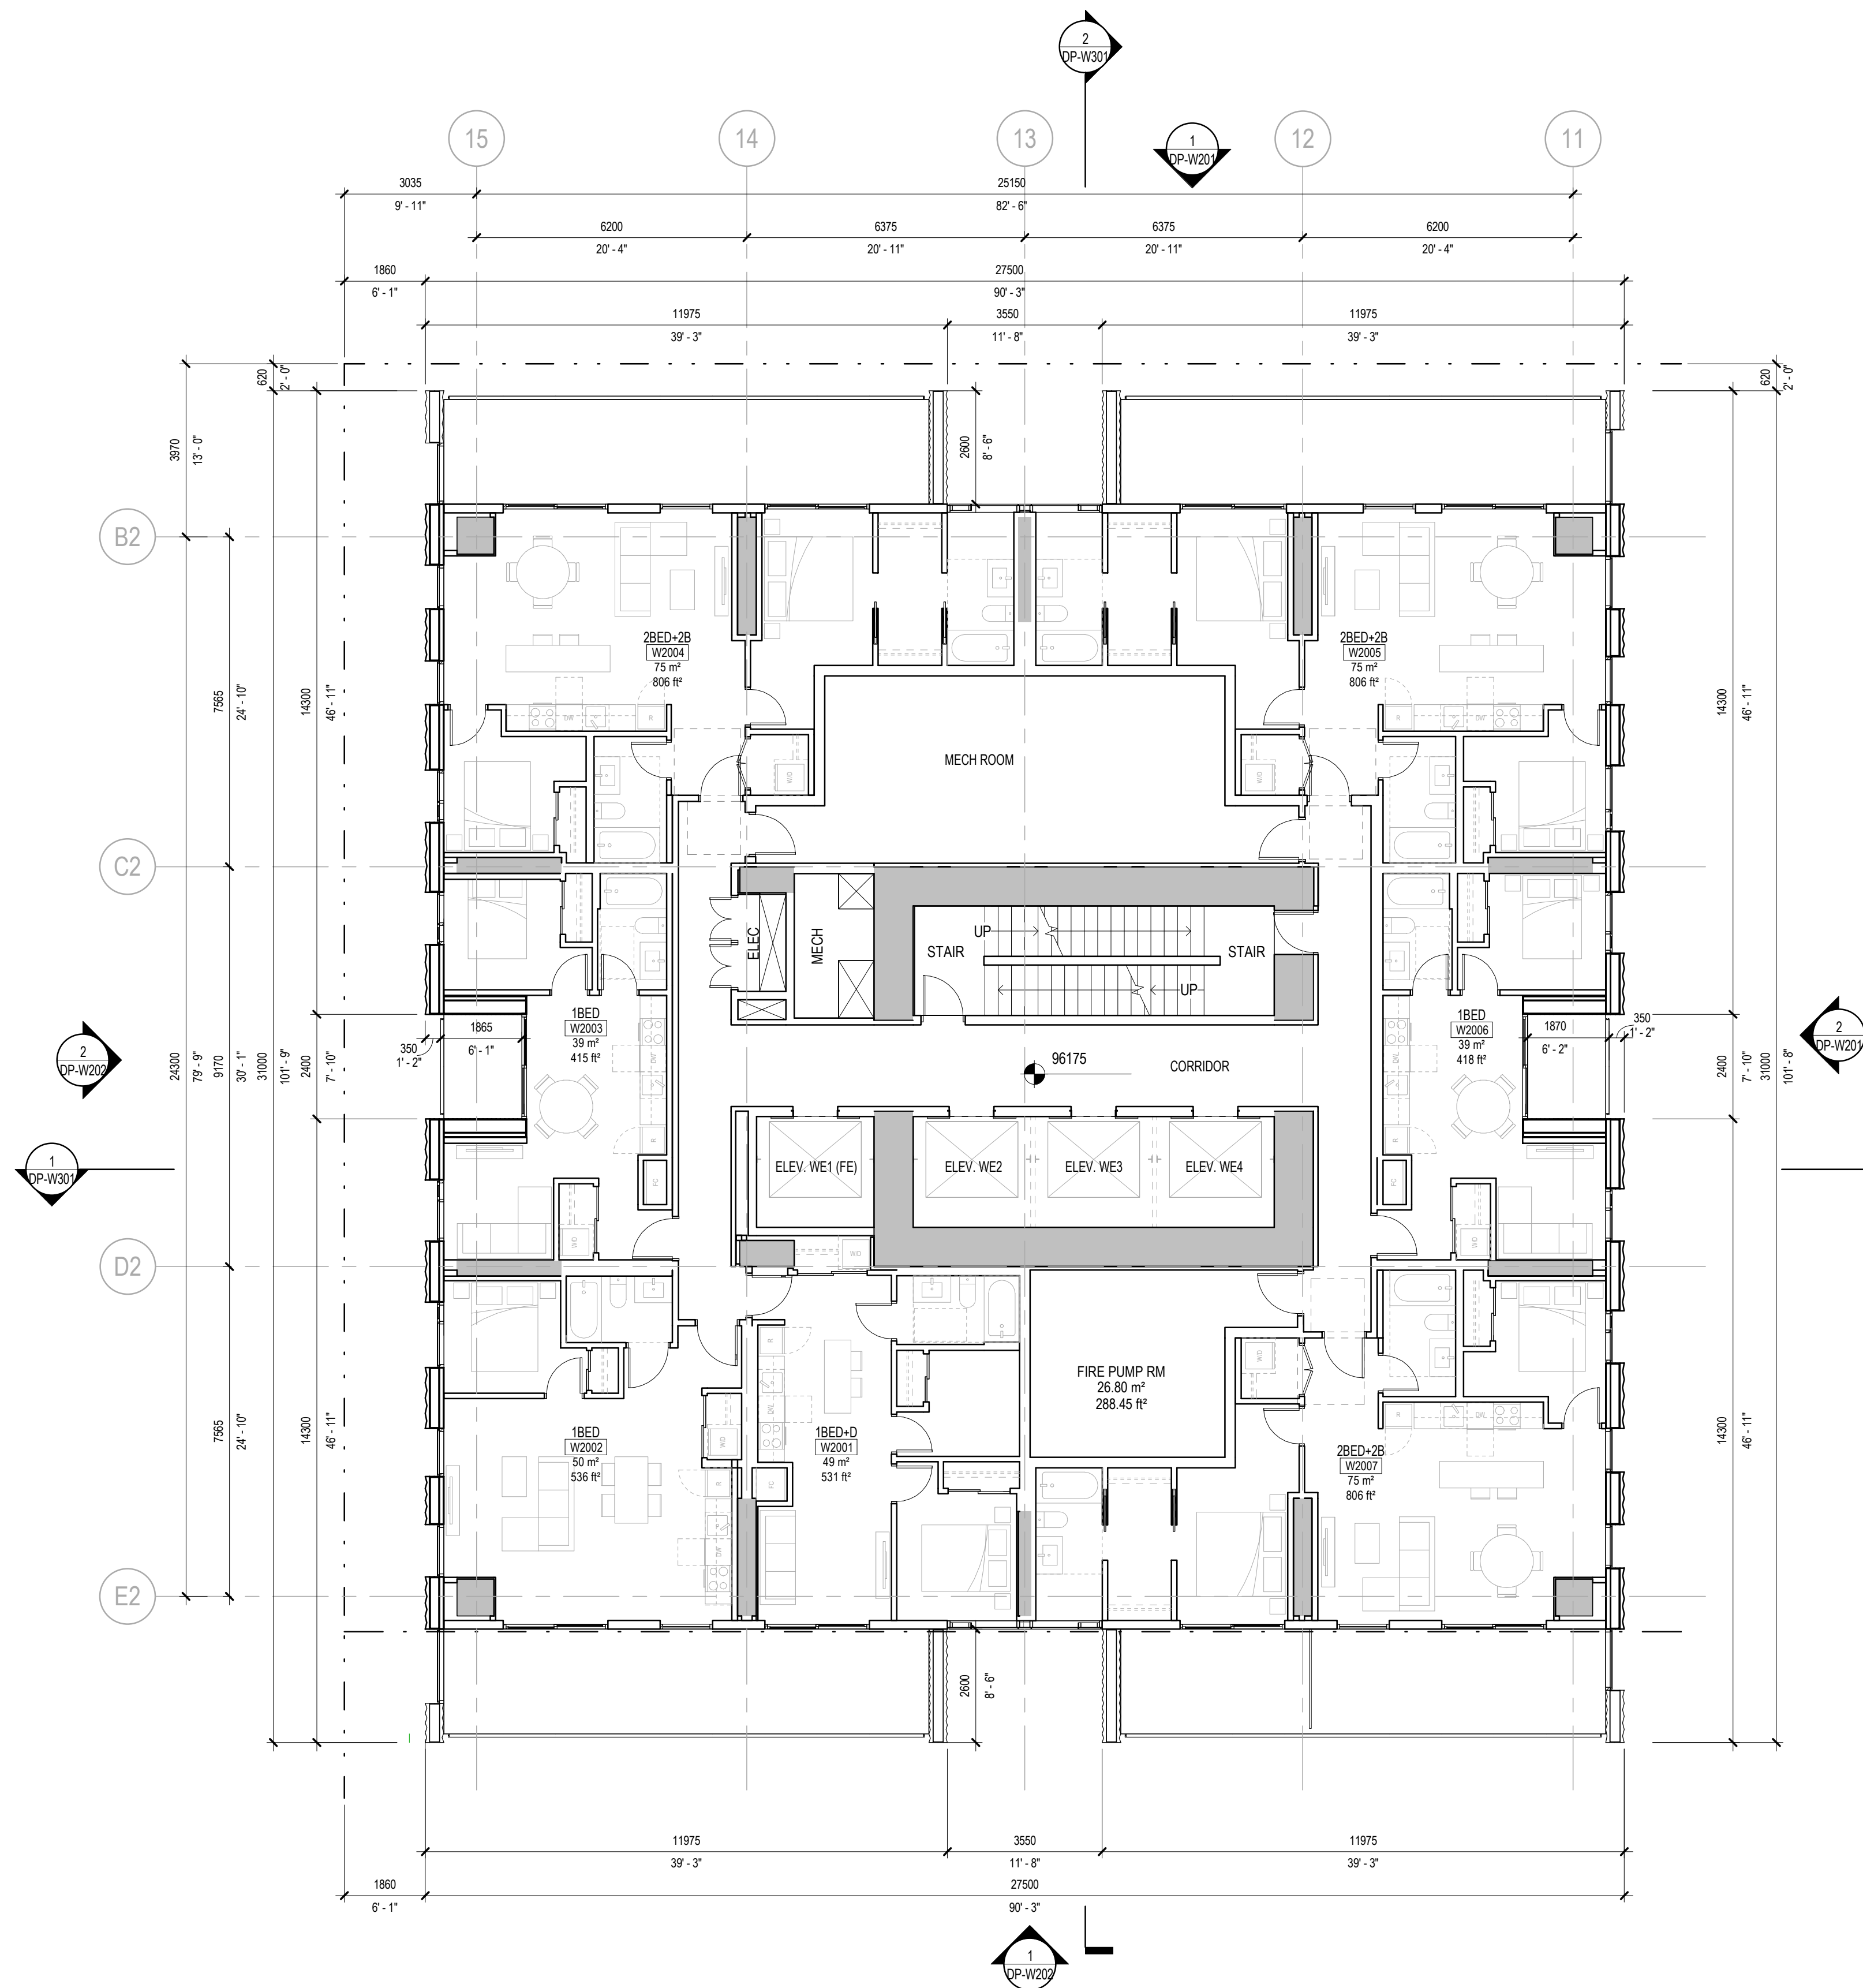 2
DP-W301
1
DP-W201
15
14
13
12
11
3035
9' - 11"
25150
82' - 6"
6200
20' - 4"
6375
20' - 11"
6375
20' - 11"
6200
20' - 4"
1860
6' - 1"
27500
90' - 3"
11975
39' - 3"
3550
11' - 8"
11975
39' - 3"
620
2' - 0"
620
2' - 0"
3970
13' - 0"
2600
8' - 6"
B2
2BED+2B
W2004
75 m²
806 ft²
2BED+2B
W2005
75 m²
806 ft²
7565
24' - 10"
14300
46' - 11"
14300
46' - 11"
DW
R
R
DW
W/D
MECH ROOM
W/D
C2
ELEC
MECH
STAIR
UP
STAIR
UP
1BED
W2003
39 m²
415 ft²
1BED
W2006
39 m²
418 ft²
1865
6' - 1"
350
1' - 2"
1870
6' - 2"
350
1' - 2"
DW
DW
R
R
FC
FC
W/D
W/D
2
DP-W202
24300
79' - 9"
9170
30' - 1"
31000
101' - 9"
2400
7' - 10"
96175
CORRIDOR
2400
7' - 10"
31000
101' - 8"
2
DP-W201
1
DP-W301
ELEV. WE1 (FE)
ELEV. WE2
ELEV. WE3
ELEV. WE4
W/D
D2
FIRE PUMP RM
26.80 m²
288.45 ft²
R
DW
FC
W/D
R
DW
W/D
R
DW
1BED
W2002
50 m²
536 ft²
1BED+D
W2001
49 m²
531 ft²
2BED+2B
W2007
75 m²
806 ft²
7565
24' - 10"
14300
46' - 11"
14300
46' - 11"
E2
2600
8' - 6"
11975
39' - 3"
3550
11' - 8"
11975
39' - 3"
1860
6' - 1"
27500
90' - 3"
1
DP-W202